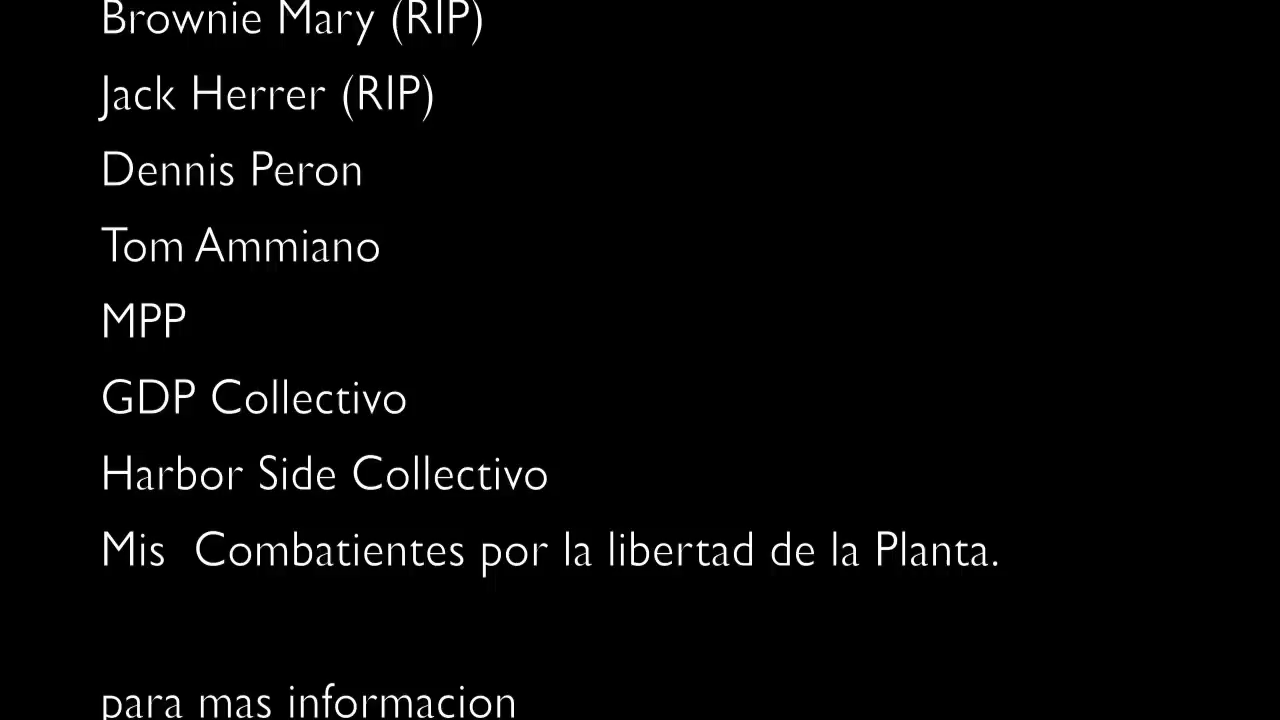 Brownie Mary (RIP)
Jack Herrer (RIP)
Dennis Peron
Tom Ammiano
MPP
GDP Collectivo
Harbor Side Collectivo
Mis  Combatientes por la libertad de la Planta.
para mas informacion